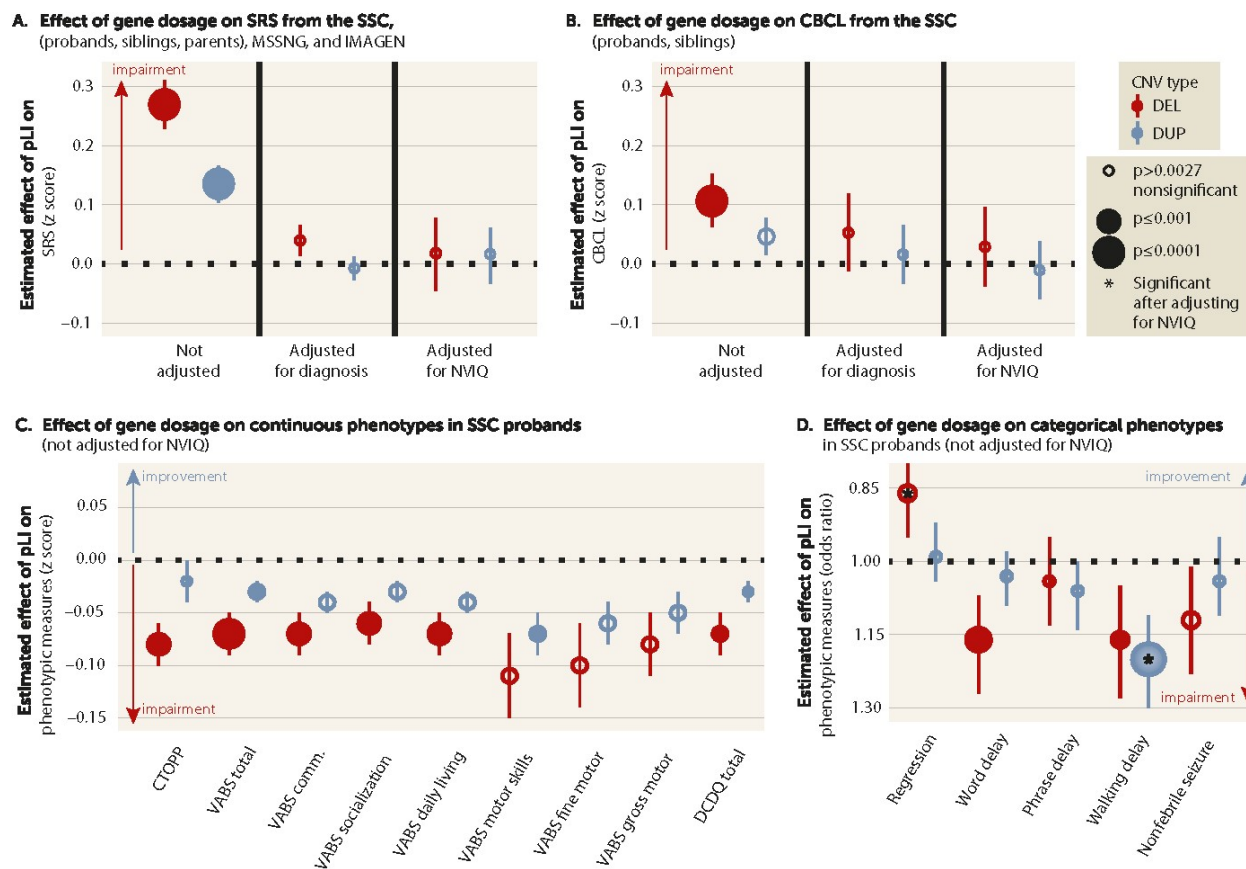 A. Effect of gene dosage on SRS from the SSC,
(probands, siblings, parents), MSSNG, and IMAGEN
Estimated effect of pLI on
SRS (z score)
impairment
0.3
0.2
0.1
0.0
−0.1
Not
adjusted
Adjusted
for diagnosis
Adjusted
for NVIQ
B. Effect of gene dosage on CBCL from the SSC
(probands, siblings)
Estimated effect of pLI on
CBCL (z score)
impairment
0.3
0.2
0.1
0.0
−0.1
Not
adjusted
Adjusted
for diagnosis
Adjusted
for NVIQ
CNV type
DEL
DUP
p>0.0027
nonsignificant
p≤0.001
p≤0.0001
* Significant
after adjusting
for NVIQ
C. Effect of gene dosage on continuous phenotypes in SSC probands
(not adjusted for NVIQ)
Estimated effect of pLI on
phenotypic measures (z score)
improvement
0.05
0.00
−0.05
−0.10
−0.15
impairment
CTOPP
VABS total
VABS comm.
VABS socialization
VABS daily living
VABS motor skills
VABS fine motor
VABS gross motor
DCDQ total
D. Effect of gene dosage on categorical phenotypes
in SSC probands (not adjusted for NVIQ)
Estimated effect of pLI on
phenotypic measures (odds ratio)
improvement
0.85
*
1.00
1.15
*
1.30
impairment
Regression
Word delay
Phrase delay
Walking delay
Nonfebrile seizure